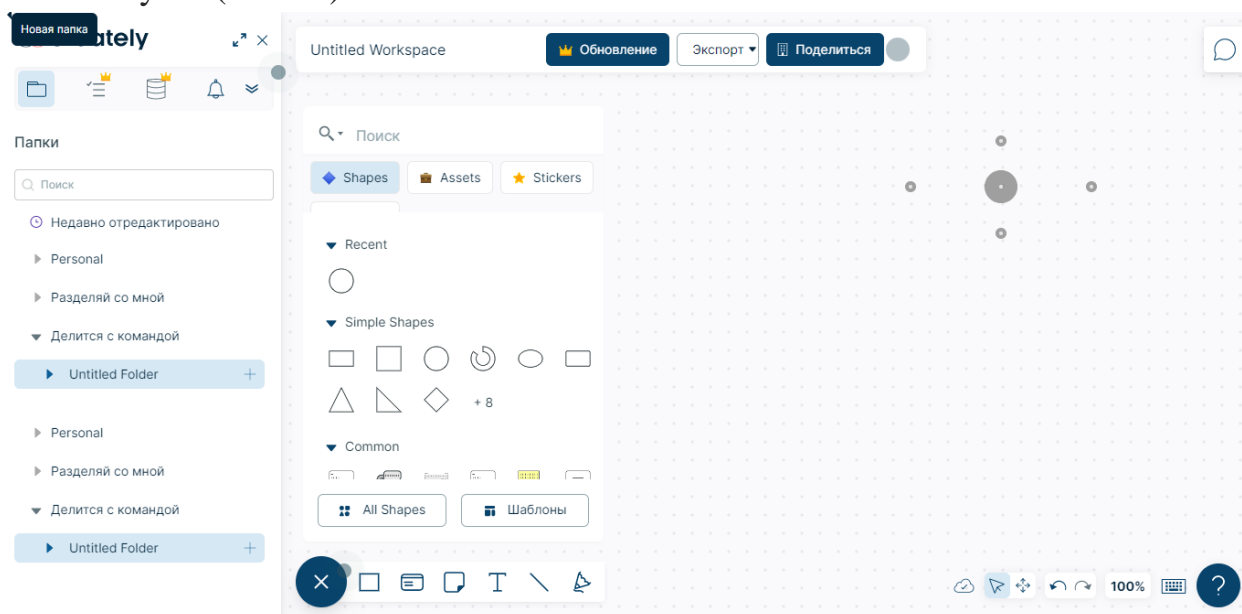 Новая папка
ately
Untitled Workspace
Обновление
Экспорт
Поделиться
Папки
Поиск
Недавно отредактировано
Personal
Разделяй со мной
Делится с командой
Untitled Folder
Personal
Разделяй со мной
Делится с командой
Untitled Folder
Поиск
Shapes
Assets
Stickers
Recent
Simple Shapes
+ 8
Common
All Shapes
Шаблоны
T
100%
?